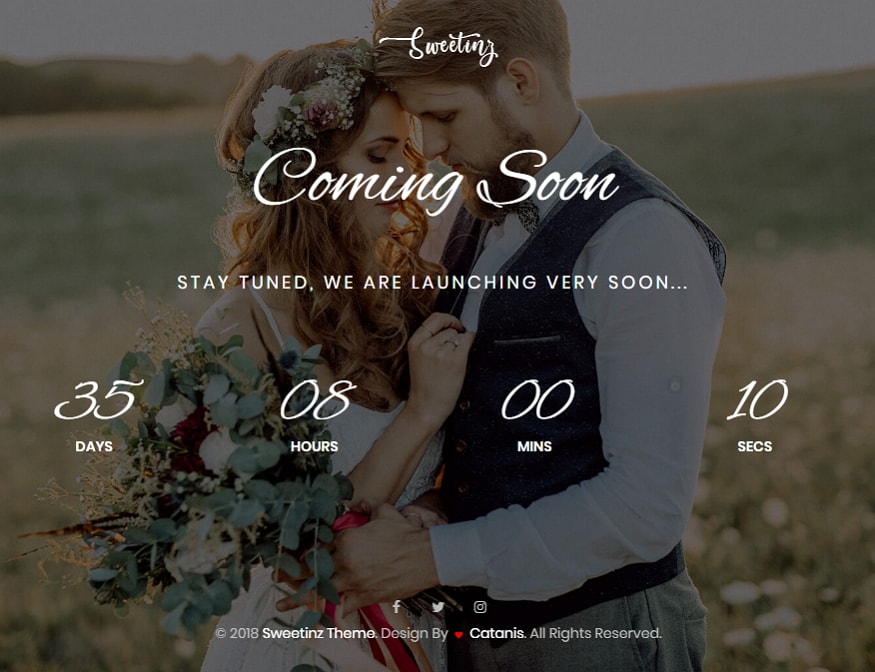 Sweetinz
Coming Soon
STAY TUNED, WE ARE LAUNCHING VERY SOON...
35 08 00 10
DAYS HOURS MINS SECS
© 2018 Sweetinz Theme. Design By ♥ Catanis. All Rights Reserved.